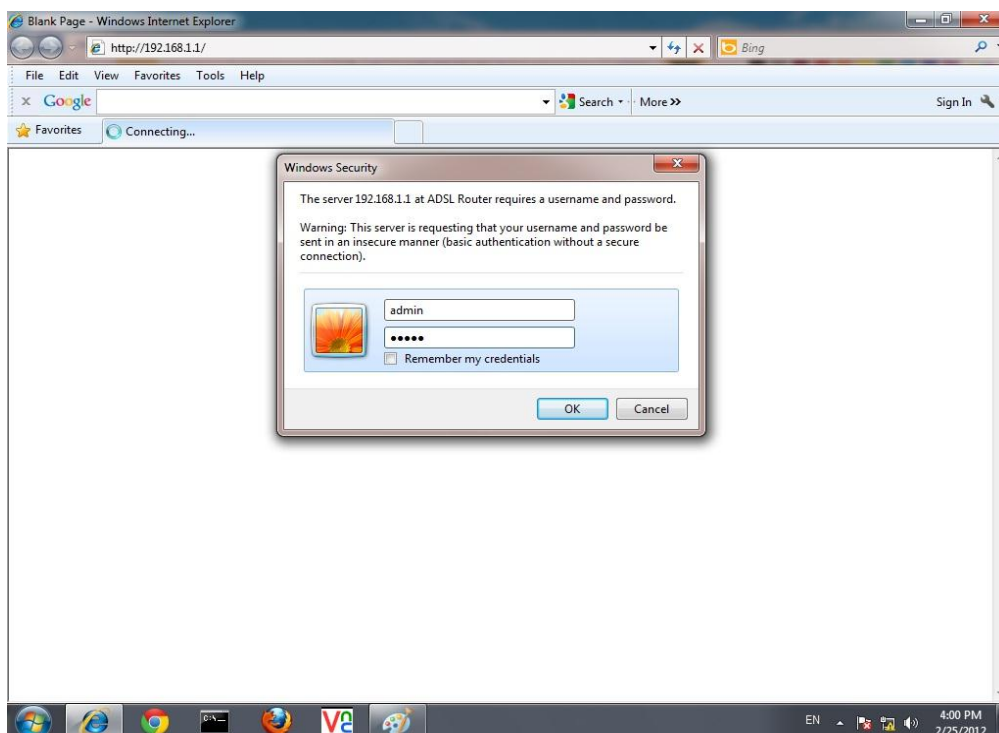 Blank Page - Windows Internet Explorer
http://192.168.1.1/
Bing
File Edit View Favorites Tools Help
x Google
Search
More >>
Sign In
Favorites
Connecting...
Windows Security
The server 192.168.1.1 at ADSL Router requires a username and password.
Warning: This server is requesting that your username and password be
sent in an insecure manner (basic authentication without a secure
connection).
admin
●●●●●
Remember my credentials
OK
Cancel
C:\_
V2
EN
4:00 PM
2/25/2012